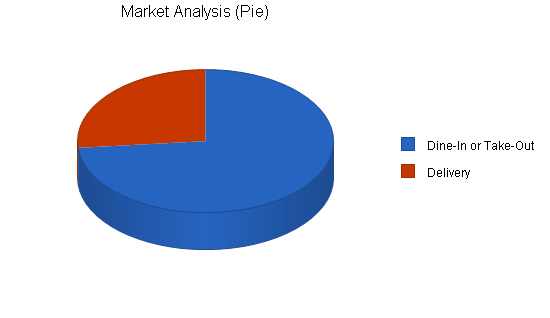 Market Analysis (Pie)
Dine-In or Take-Out
Delivery